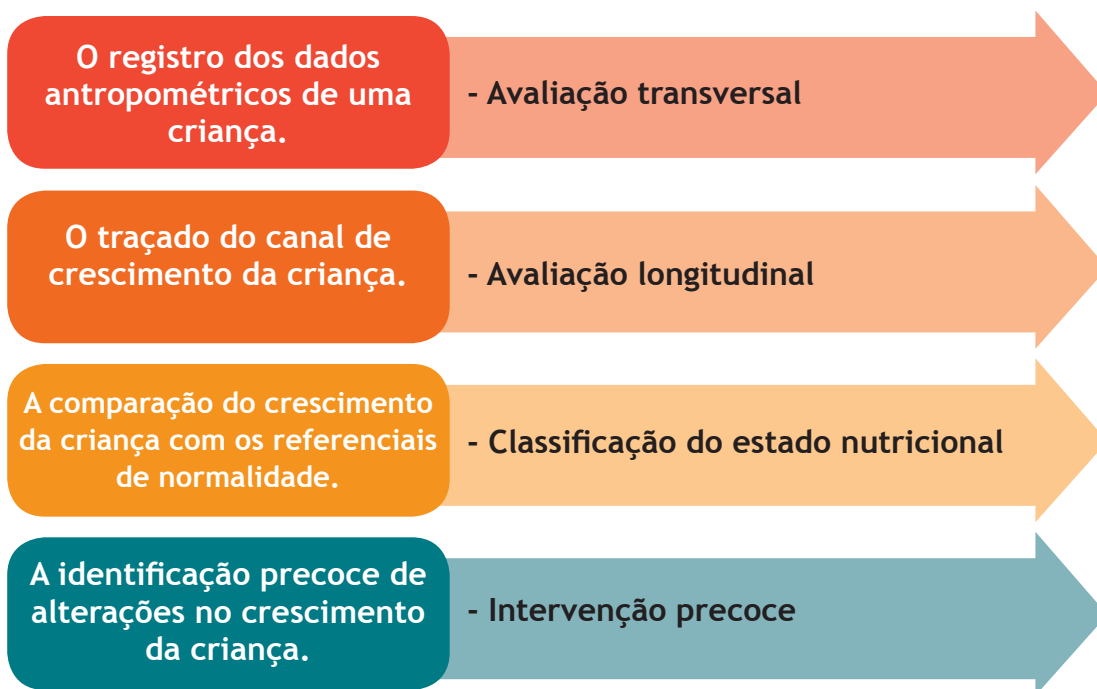 O registro dos dados
antropométricos de uma
criança.
- Avaliação transversal
O traçado do canal de
crescimento da criança.
- Avaliação longitudinal
A comparação do crescimento
da criança com os referenciais
de normalidade.
- Classificação do estado nutricional
A identificação precoce de
alterações no crescimento
da criança.
- Intervenção precoce